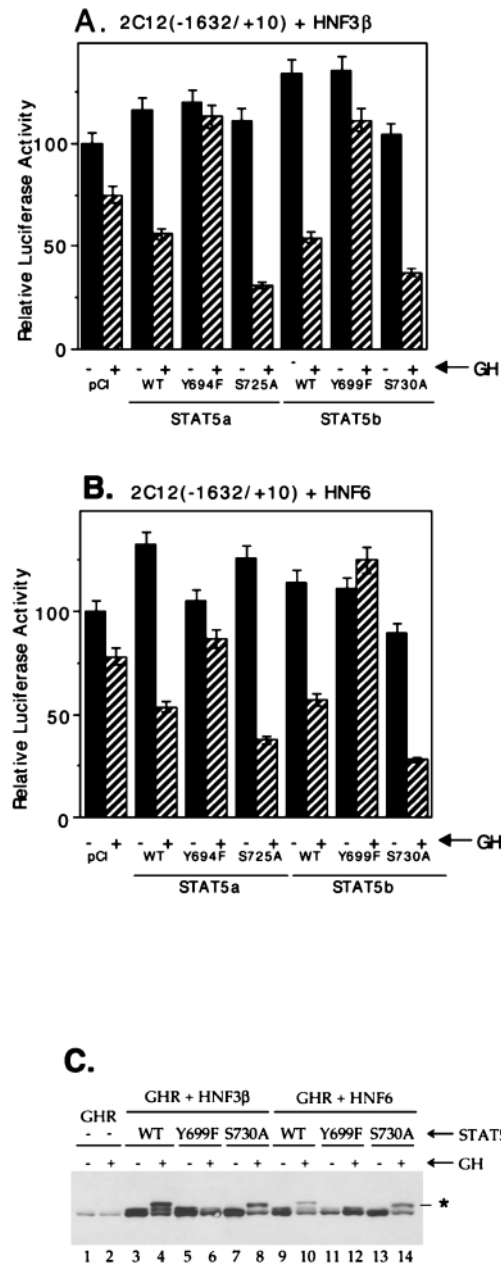 A. 2C12(-1632/+10) + HNF3β
Relative Luciferase Activity
100
50
0
- + - + - + - + - + - + - +
← GH
pCI WT Y694F S725A WT Y699F S730A
STAT5a STAT5b
B. 2C12(-1632/+10) + HNF6
Relative Luciferase Activity
100
50
0
- + - + - + - + - + - + - +
← GH
pCI WT Y694F S725A WT Y699F S730A
STAT5a STAT5b
C.
GHR + HNF3β GHR + HNF6
GHR
- - WT Y699F S730A WT Y699F S730A ← STAT5
- + - + - + - + - + - + - + ← GH
*
1 2 3 4 5 6 7 8 9 10 11 12 13 14